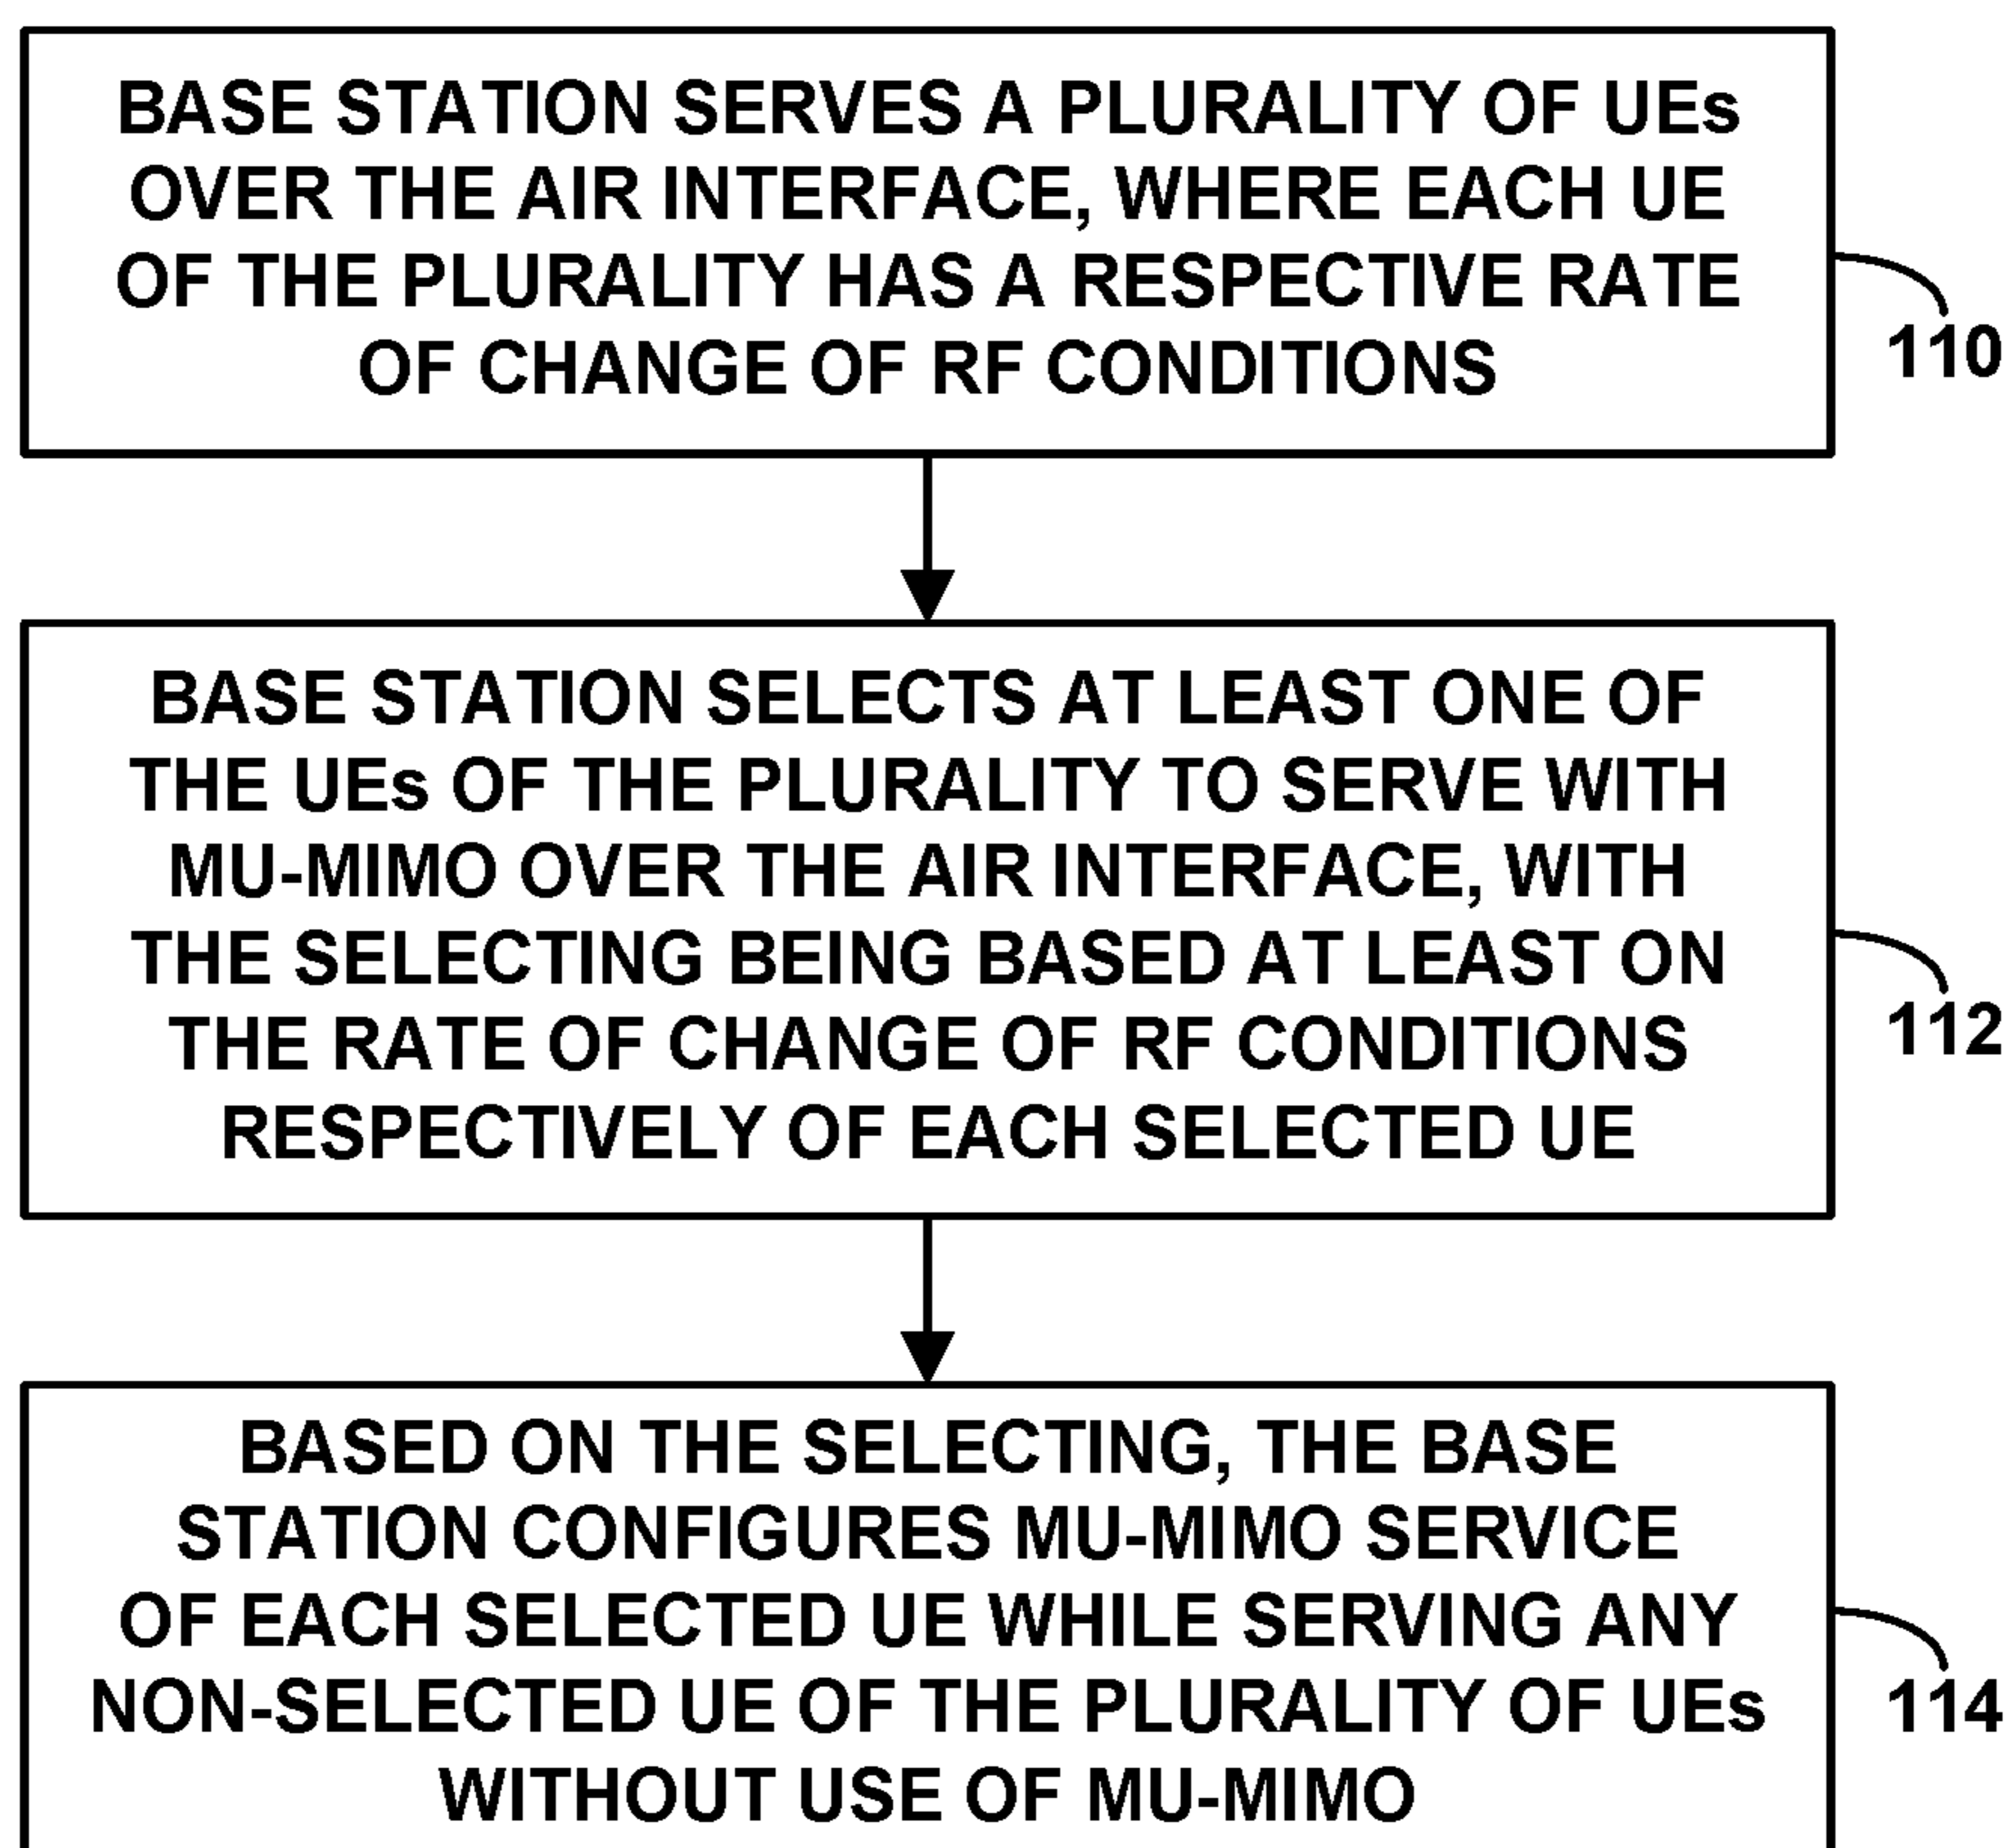 BASE STATION SERVES A PLURALITY OF UEs
OVER THE AIR INTERFACE, WHERE EACH UE
OF THE PLURALITY HAS A RESPECTIVE RATE
OF CHANGE OF RF CONDITIONS
110
BASE STATION SELECTS AT LEAST ONE OF
THE UEs OF THE PLURALITY TO SERVE WITH
MU-MIMO OVER THE AIR INTERFACE, WITH
THE SELECTING BEING BASED AT LEAST ON
THE RATE OF CHANGE OF RF CONDITIONS
RESPECTIVELY OF EACH SELECTED UE
112
BASED ON THE SELECTING, THE BASE
STATION CONFIGURES MU-MIMO SERVICE
OF EACH SELECTED UE WHILE SERVING ANY
NON-SELECTED UE OF THE PLURALITY OF UEs
WITHOUT USE OF MU-MIMO
114